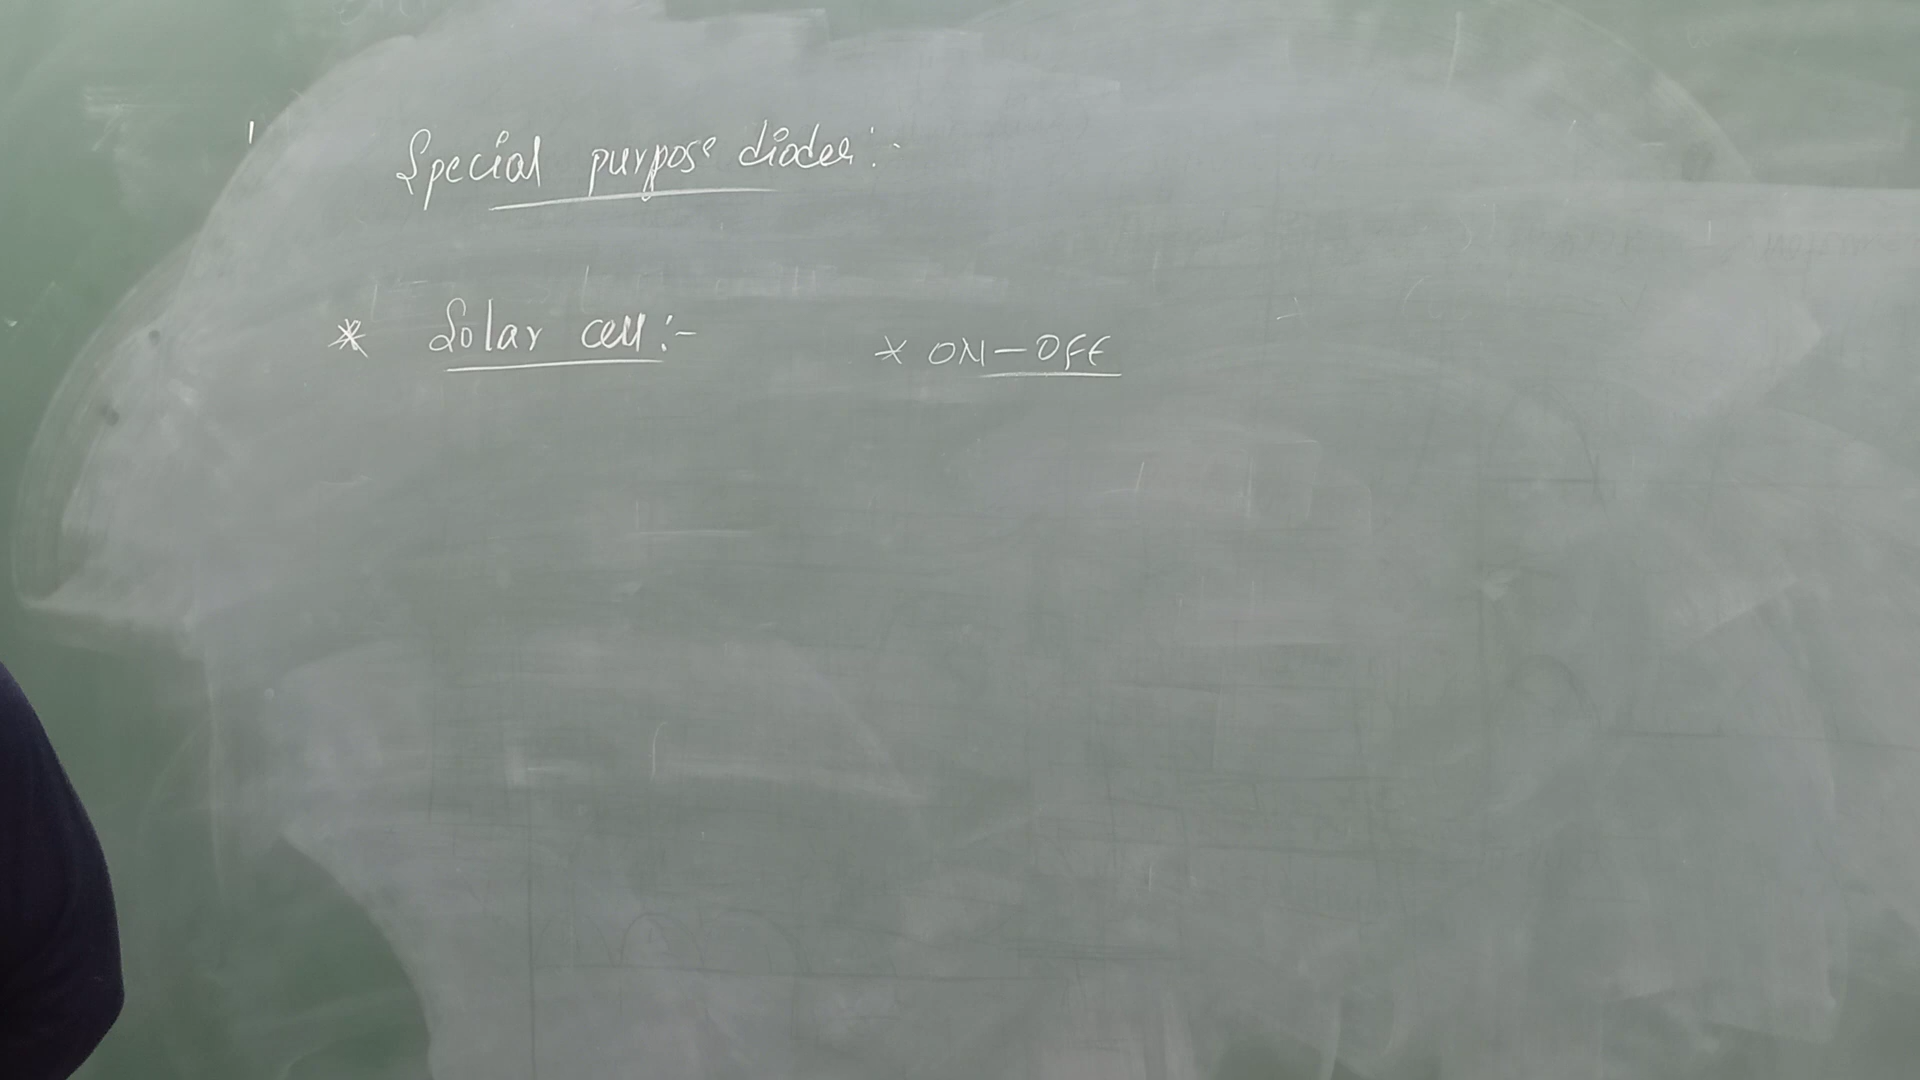 Special purpose diodes:-
* Solar cell:-
* ON-OFF